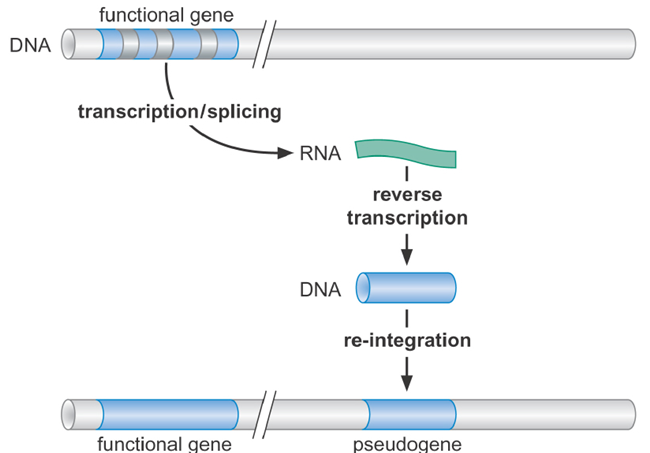 functional gene
DNA
transcription/splicing
RNA
reverse
transcription
DNA
re-integration
functional gene
pseudogene